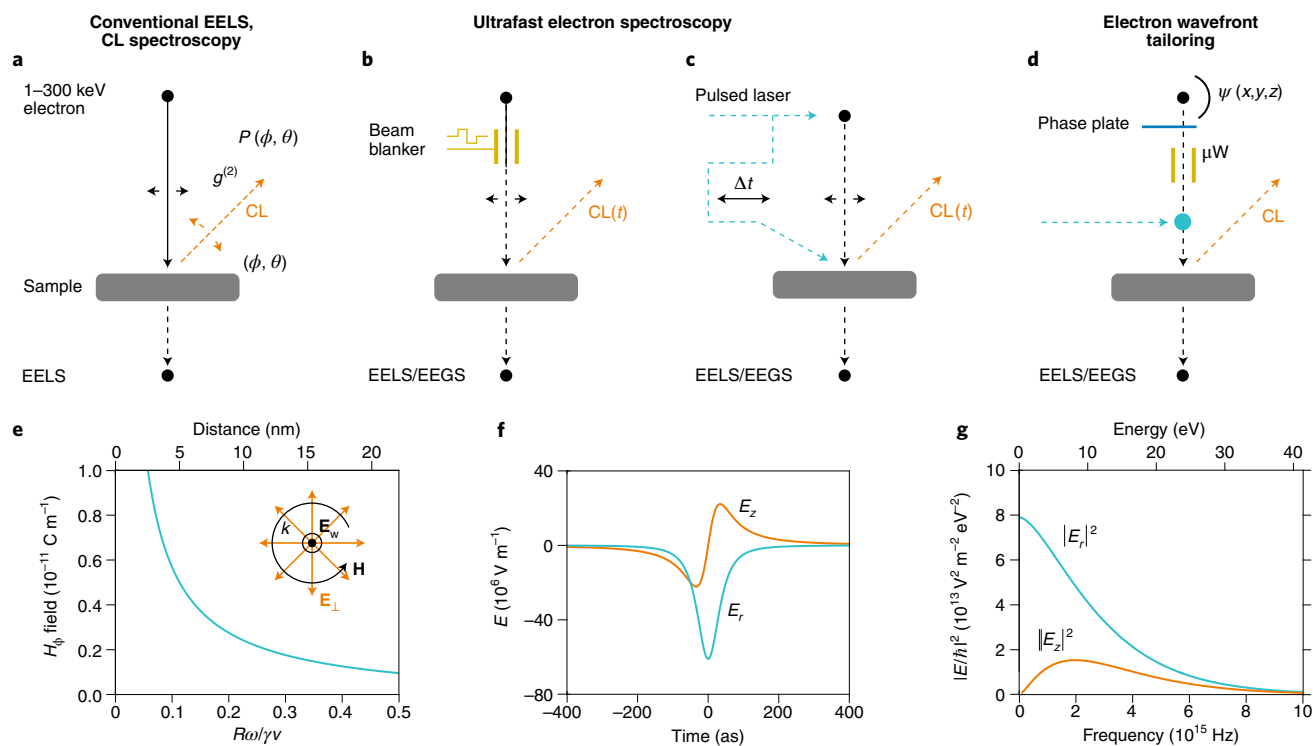 Conventional EELS,
CL spectroscopy
Ultrafast electron spectroscopy
Electron wavefront
tailoring
a
1–300 keV
electron
P (ϕ, θ)
g(2)
CL
(ϕ, θ)
Sample
EELS
b
Beam
blanker
CL(t)
EELS/EEGS
c
Pulsed laser
Δt
CL(t)
EELS/EEGS
d
ψ (x,y,z)
Phase plate
μW
CL
EELS/EEGS
e
Distance (nm)
0 5 10 15 20
1.0
0.8
0.6
0.4
0.2
0.0
Hϕ field (10⁻¹¹ C m⁻¹)
k
Ew
H
E⊥
0 0.1 0.2 0.3 0.4 0.5
Rω/γv
f
40
0
−40
−80
E (10⁶ V m⁻¹)
Ez
Er
−400 −200 0 200 400
Time (as)
g
Energy (eV)
0 10 20 30 40
10
8
6
4
2
0
|E/ℏ|² (10¹³ V² m⁻² eV⁻²)
|Er|²
‖Ez|²
0 2 4 6 8 10
Frequency (10¹⁵ Hz)